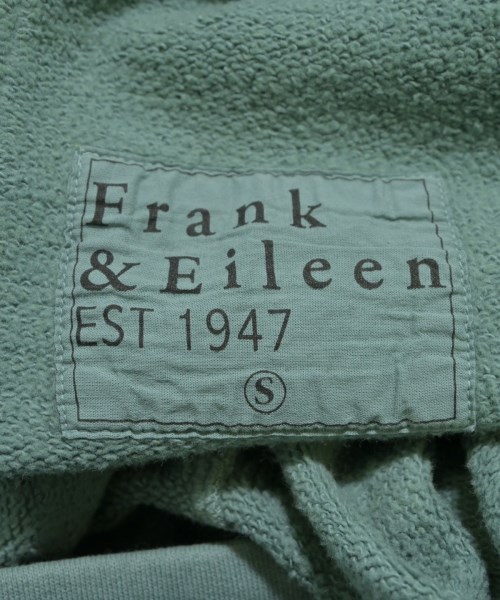 Frank
& Eileen
EST 1947
S